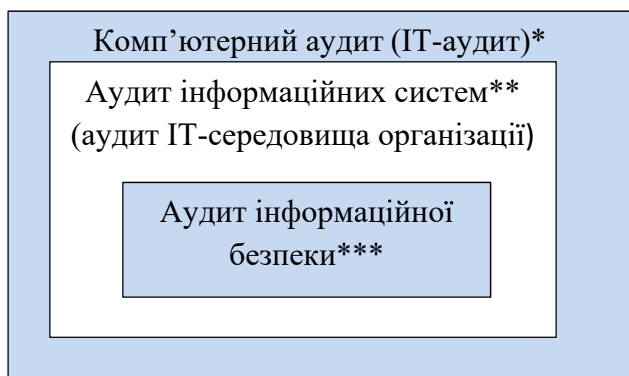 Комп’ютерний аудит (ІТ-аудит)*
Аудит інформаційних систем**
(аудит ІТ-середовища організації)
Аудит інформаційної
безпеки***